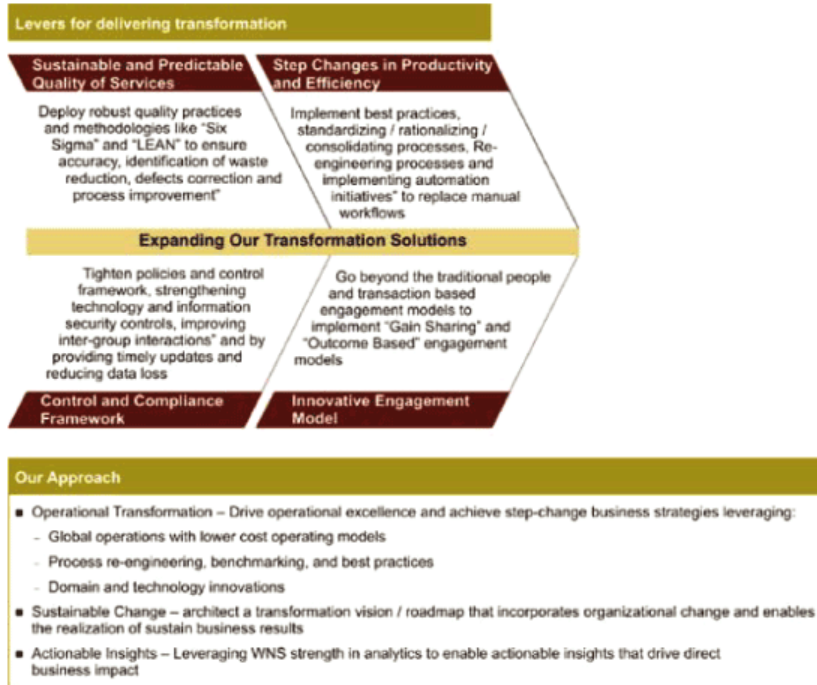 Levers for delivering transformation
Sustainable and Predictable
Quality of Services
Deploy robust quality practices
and methodologies like "Six
Sigma" and "LEAN" to ensure
accuracy, identification of waste
reduction, defects correction and
process improvement"
Step Changes in Productivity
and Efficiency
Implement best practices,
standardizing / rationalizing /
consolidating processes, Re-
engineering processes and
implementing automation
initiatives" to replace manual
workflows
Expanding Our Transformation Solutions
Tighten policies and control
framework, strengthening
technology and information
security controls, improving
inter-group interactions" and by
providing timely updates and
reducing data loss
Control and Compliance
Framework
Go beyond the traditional people
and transaction based
engagement models to
implement "Gain Sharing" and
"Outcome Based" engagement
models
Innovative Engagement
Model
Our Approach
▪ Operational Transformation – Drive operational excellence and achieve step-change business strategies leveraging:
- Global operations with lower cost operating models
- Process re-engineering, benchmarking, and best practices
- Domain and technology innovations
▪ Sustainable Change – architect a transformation vision / roadmap that incorporates organizational change and enables
the realization of sustain business results
▪ Actionable Insights – Leveraging WNS strength in analytics to enable actionable insights that drive direct
business impact